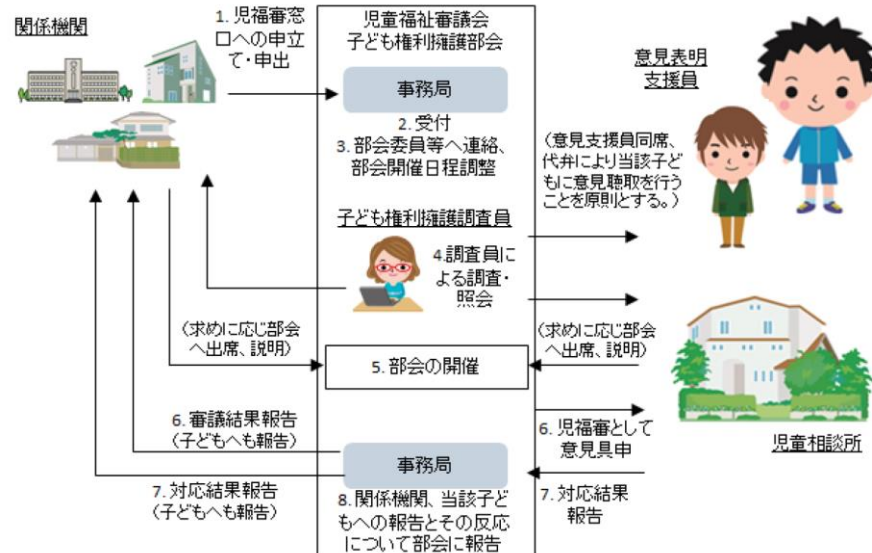 関係機関
1. 児福審窓
口への申立
て・申出
児童福祉審議会
子ども権利擁護部会
事務局
2. 受付
3. 部会委員等へ連絡、
部会開催日程調整
意見表明
支援員
(意見支援員同席、
代弁により当該子ど
もに意見聴取を行う
ことを原則とする。)
子ども権利擁護調査員
4.調査員に
よる調査・
照会
(求めに応じ部会
へ出席、説明)
5. 部会の開催
(求めに応じ部会
へ出席、説明)
児童相談所
6. 審議結果報告
(子どもへも報告)
6. 児福審として
意見具申
7. 対応結果報告
(子どもへも報告)
事務局
7. 対応結果
報告
8. 関係機関、当該子ど
もへの報告とその反応
について部会に報告